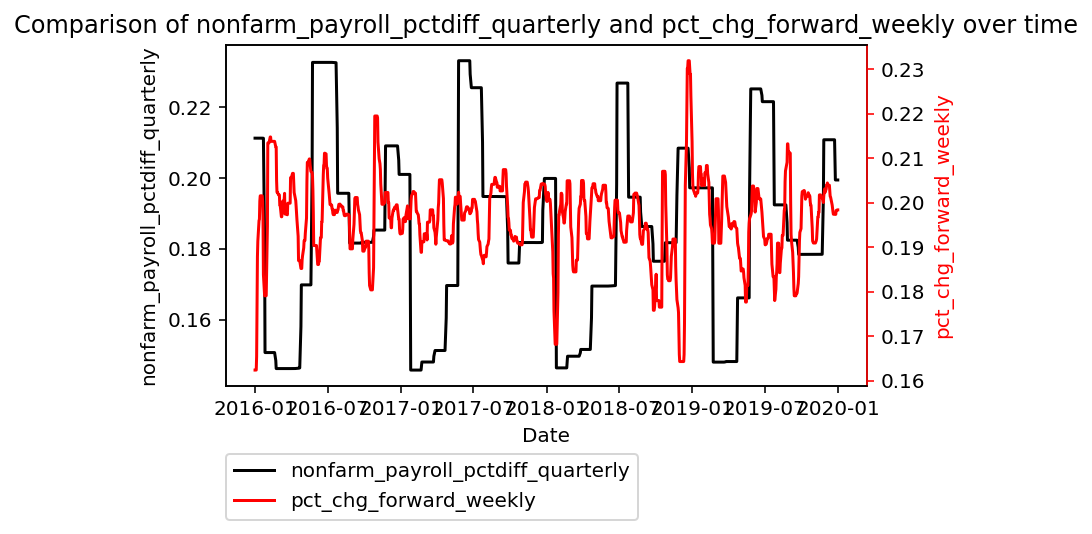 Comparison of nonfarm_payroll_pctdiff_quarterly and pct_chg_forward_weekly over time
nonfarm_payroll_pctdiff_quarterly
0.22
0.20
0.18
0.16
0.23
0.22
0.21
0.20
0.19
0.18
0.17
0.16
pct_chg_forward_weekly
2016-01 2016-07 2017-01 2017-07 2018-01 2018-07 2019-01 2019-07 2020-01
Date
nonfarm_payroll_pctdiff_quarterly
pct_chg_forward_weekly